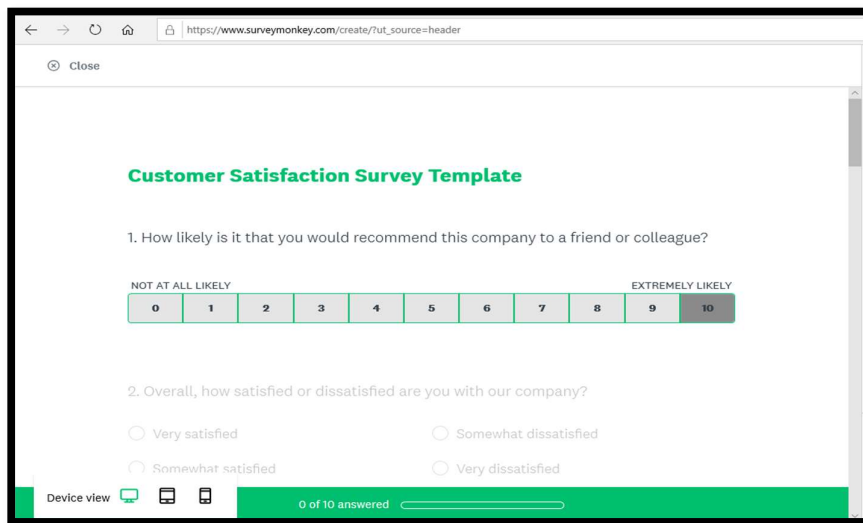 https://www.surveymonkey.com/create/?ut_source=header
Close
Customer Satisfaction Survey Template
1. How likely is it that you would recommend this company to a friend or colleague?
NOT AT ALL LIKELY EXTREMELY LIKELY
0 1 2 3 4 5 6 7 8 9 10
2. Overall, how satisfied or dissatisfied are you with our company?
Very satisfied Somewhat dissatisfied
Somewhat satisfied Very dissatisfied
Device view
0 of 10 answered